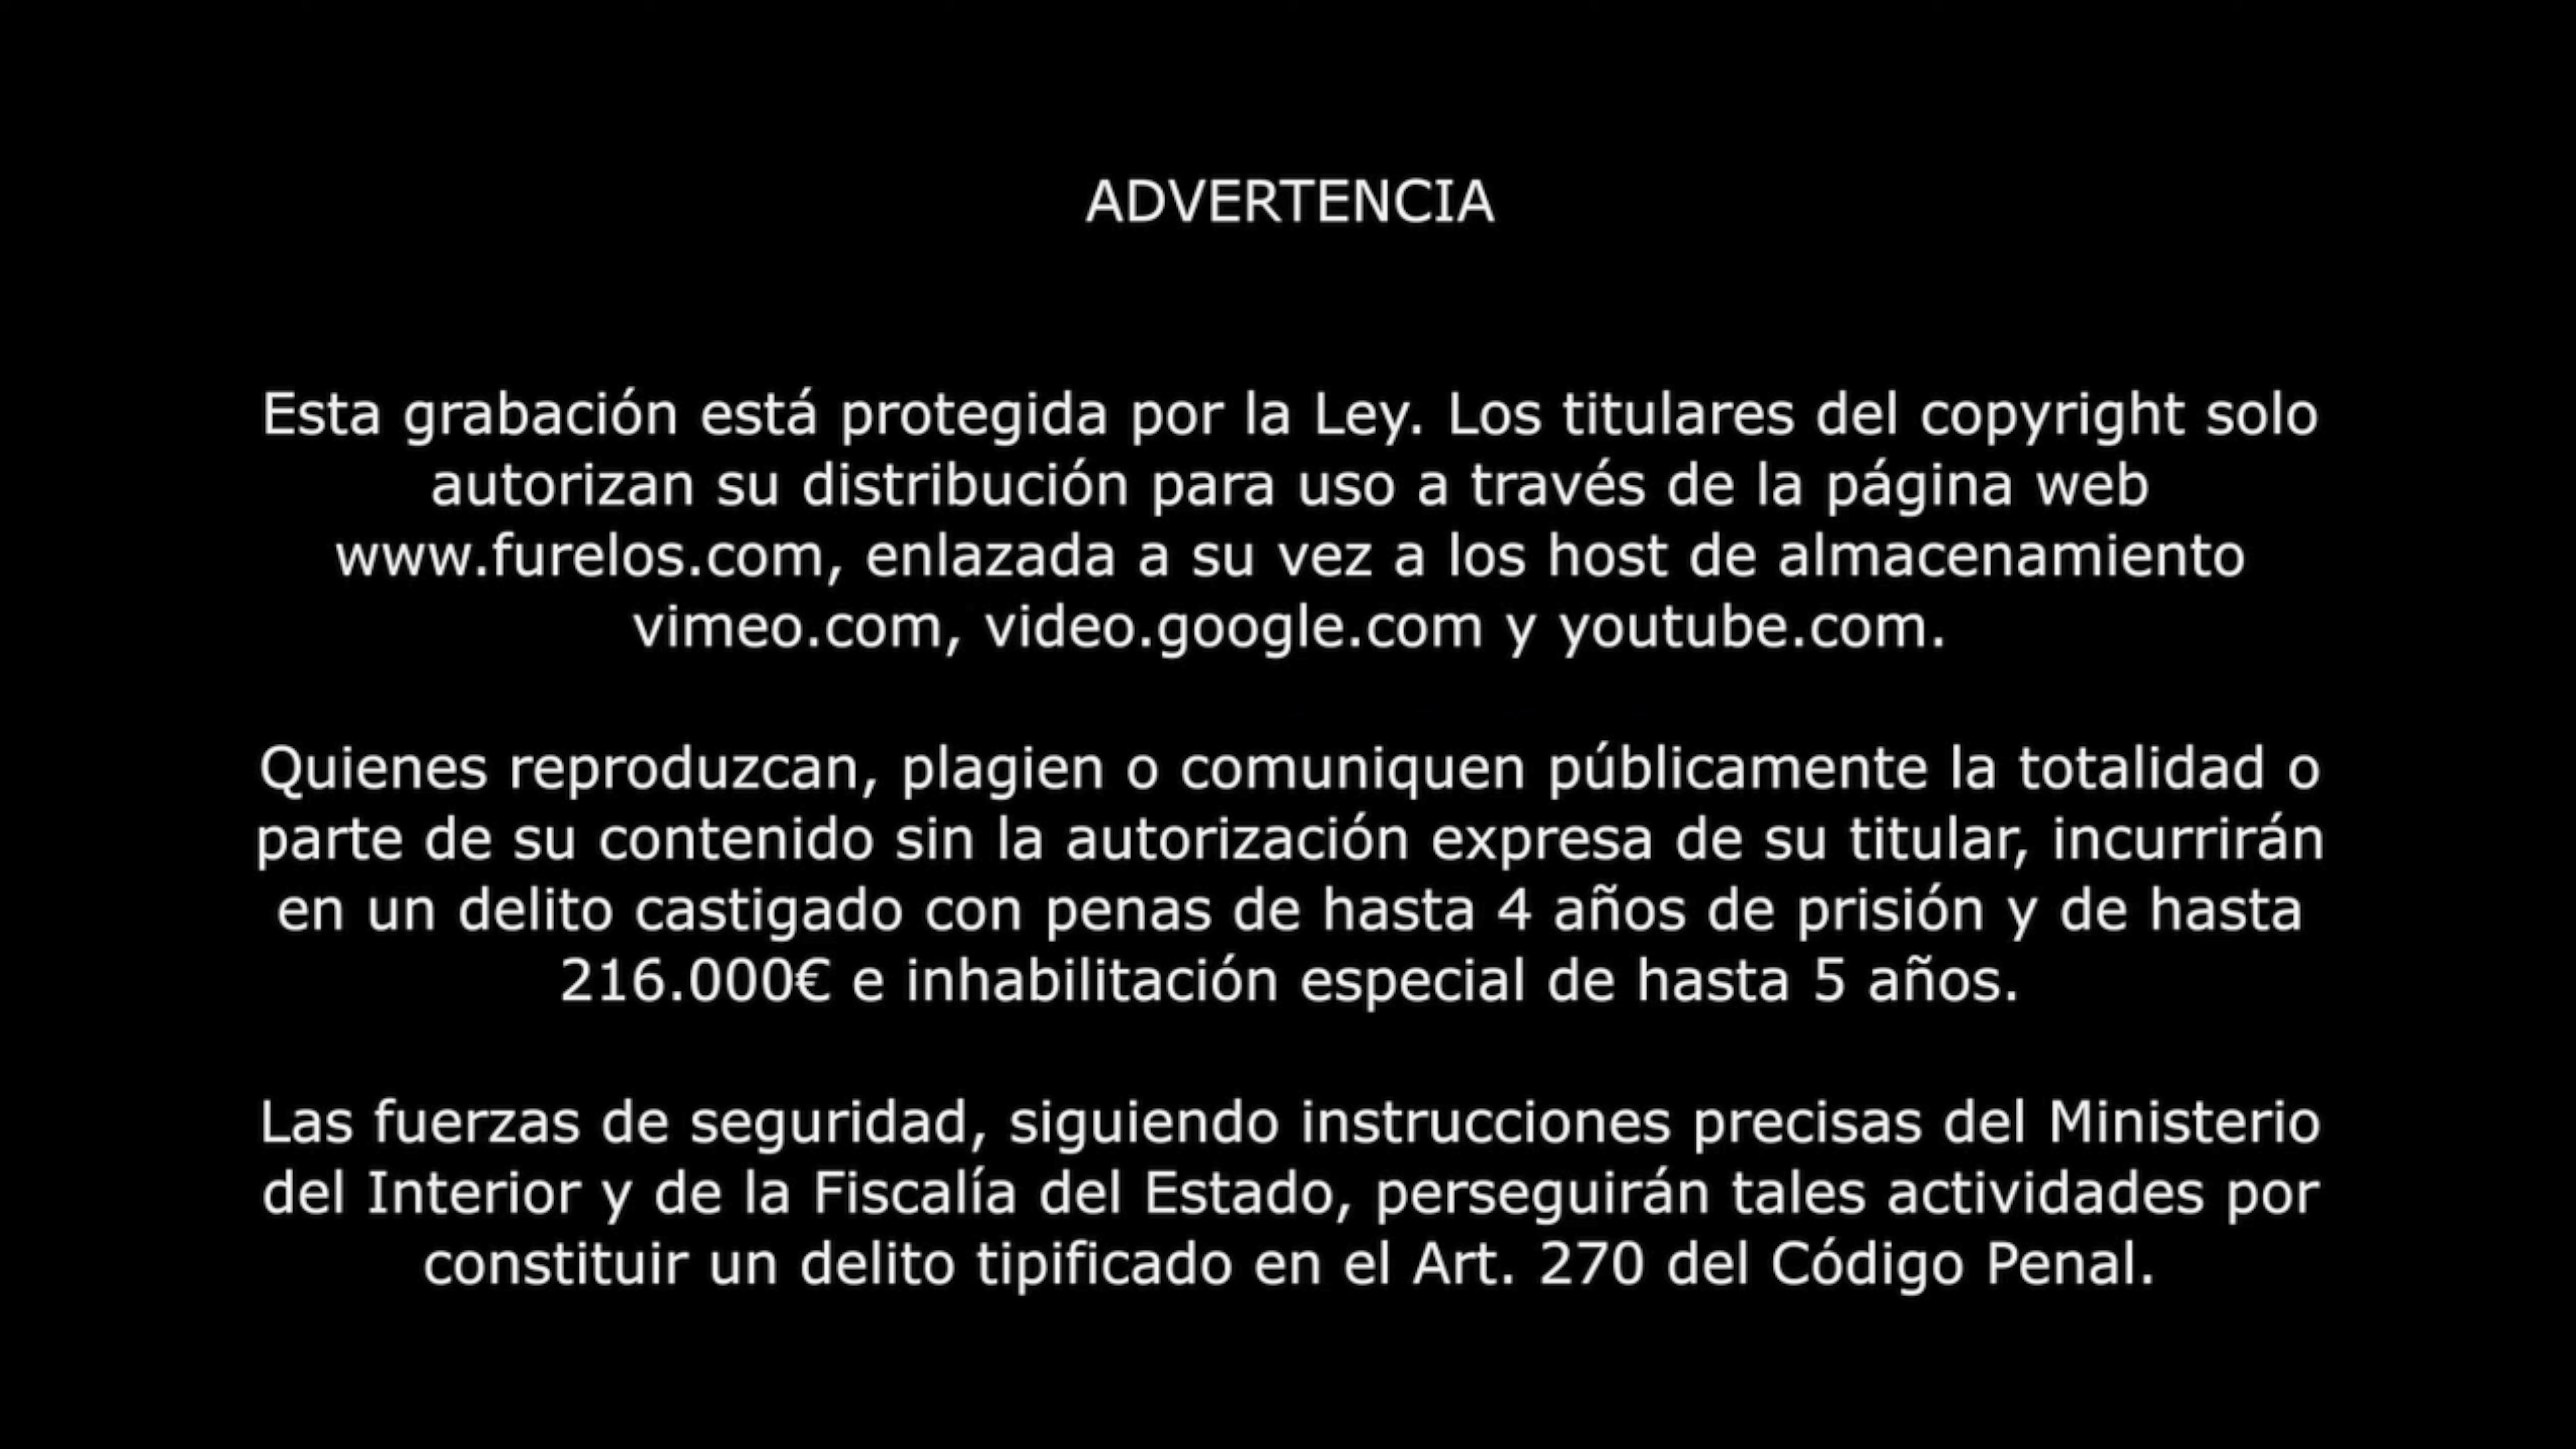 ADVERTENCIA
Esta grabación está protegida por la Ley. Los titulares del copyright solo
autorizan su distribución para uso a través de la página web
www.furelos.com, enlazada a su vez a los host de almacenamiento
vimeo.com, video.google.com y youtube.com.
Quienes reproduzcan, plagien o comuniquen públicamente la totalidad o
parte de su contenido sin la autorización expresa de su titular, incurrirán
en un delito castigado con penas de hasta 4 años de prisión y de hasta
216.000€ e inhabilitación especial de hasta 5 años.
Las fuerzas de seguridad, siguiendo instrucciones precisas del Ministerio
del Interior y de la Fiscalía del Estado, perseguirán tales actividades por
constituir un delito tipificado en el Art. 270 del Código Penal.